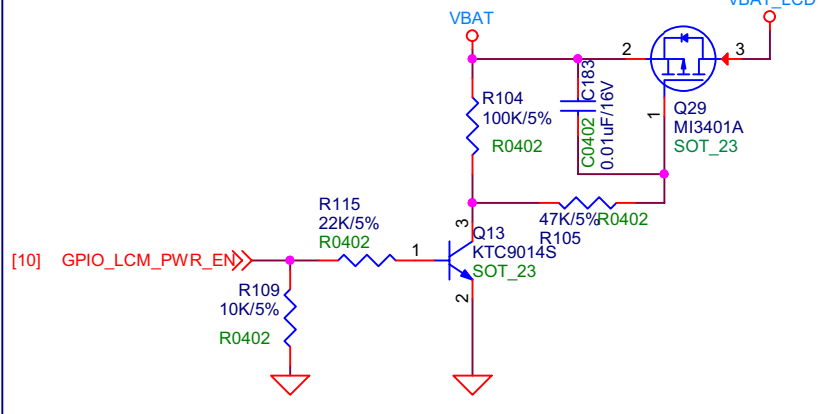 VBAT
VBAT_LCD
2
3
R104
100K/5%
R0402
C183
0.01uF/16V
C0402
1
Q29
MI3401A
SOT_23
R115
22K/5%
R0402
3
47K/5%
R0402
R105
Q13
KTC9014S
SOT_23
1
2
[10]
GPIO_LCM_PWR_EN
R109
10K/5%
R0402